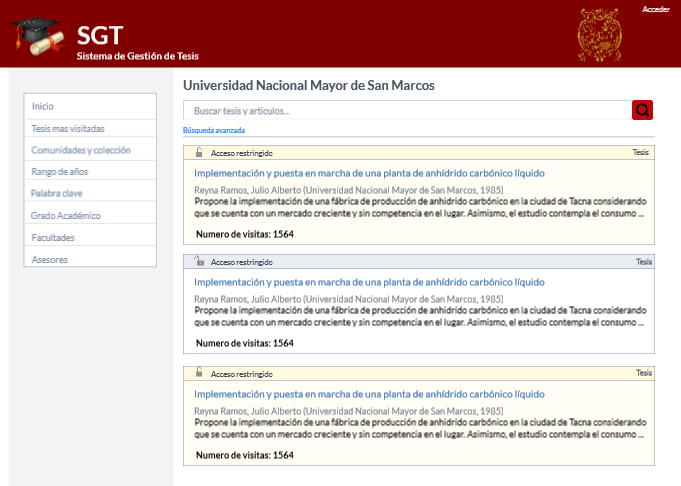 Acceder
SGT
Sistema de Gestión de Tesis
Universidad Nacional Mayor de San Marcos
Inicio
Tesis mas visitadas
Comunidades y colección
Rango de años
Palabra clave
Grado Académico
Facultades
Asesores
Buscar tesis y artículos...
Búsqueda avanzada
Acceso restringido Tesis
Implementación y puesta en marcha de una planta de anhídrido carbónico líquido
Reyna Ramos, Julio Alberto (Universidad Nacional Mayor de San Marcos, 1985)
Propone la implementación de una fábrica de producción de anhídrido carbónico en la ciudad de Tacna considerando
que se cuenta con un mercado creciente y sin competencia en el lugar. Asimismo, el estudio contempla el consumo ...
Numero de visitas: 1564
Acceso restringido Tesis
Implementación y puesta en marcha de una planta de anhídrido carbónico líquido
Reyna Ramos, Julio Alberto (Universidad Nacional Mayor de San Marcos, 1985)
Propone la implementación de una fábrica de producción de anhídrido carbónico en la ciudad de Tacna considerando
que se cuenta con un mercado creciente y sin competencia en el lugar. Asimismo, el estudio contempla el consumo ...
Numero de visitas: 1564
Acceso restringido Tesis
Implementación y puesta en marcha de una planta de anhídrido carbónico líquido
Reyna Ramos, Julio Alberto (Universidad Nacional Mayor de San Marcos, 1985)
Propone la implementación de una fábrica de producción de anhídrido carbónico en la ciudad de Tacna considerando
que se cuenta con un mercado creciente y sin competencia en el lugar. Asimismo, el estudio contempla el consumo ...
Numero de visitas: 1564